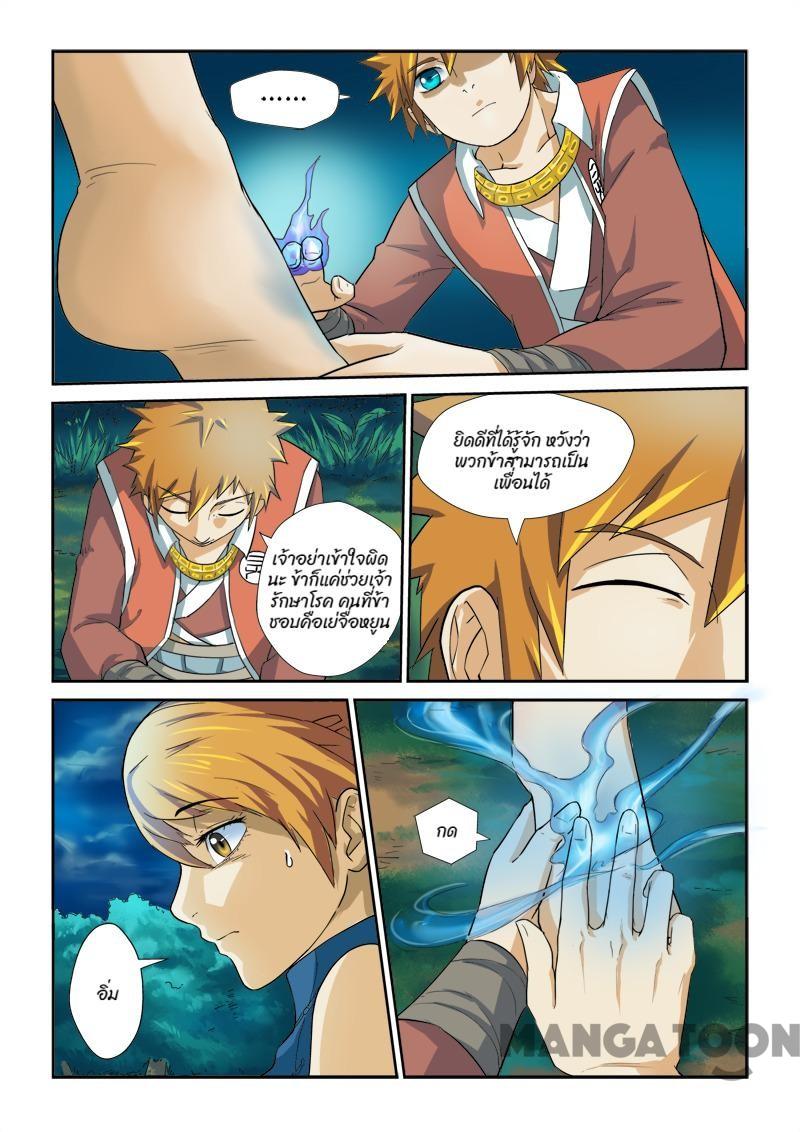 ......
เจ้าอย่าเข้าใจผิด
นะ ข้าก็แค่ช่วยเจ้า
รักษาโรค คนที่ข้า
ชอบคือเย่จือหยูน
ยิดดีที่ได้รู้จัก หวังว่า
พวกข้าสามารถเป็น
เพื่อนได้
อิ่ม
กด
MANGATOON